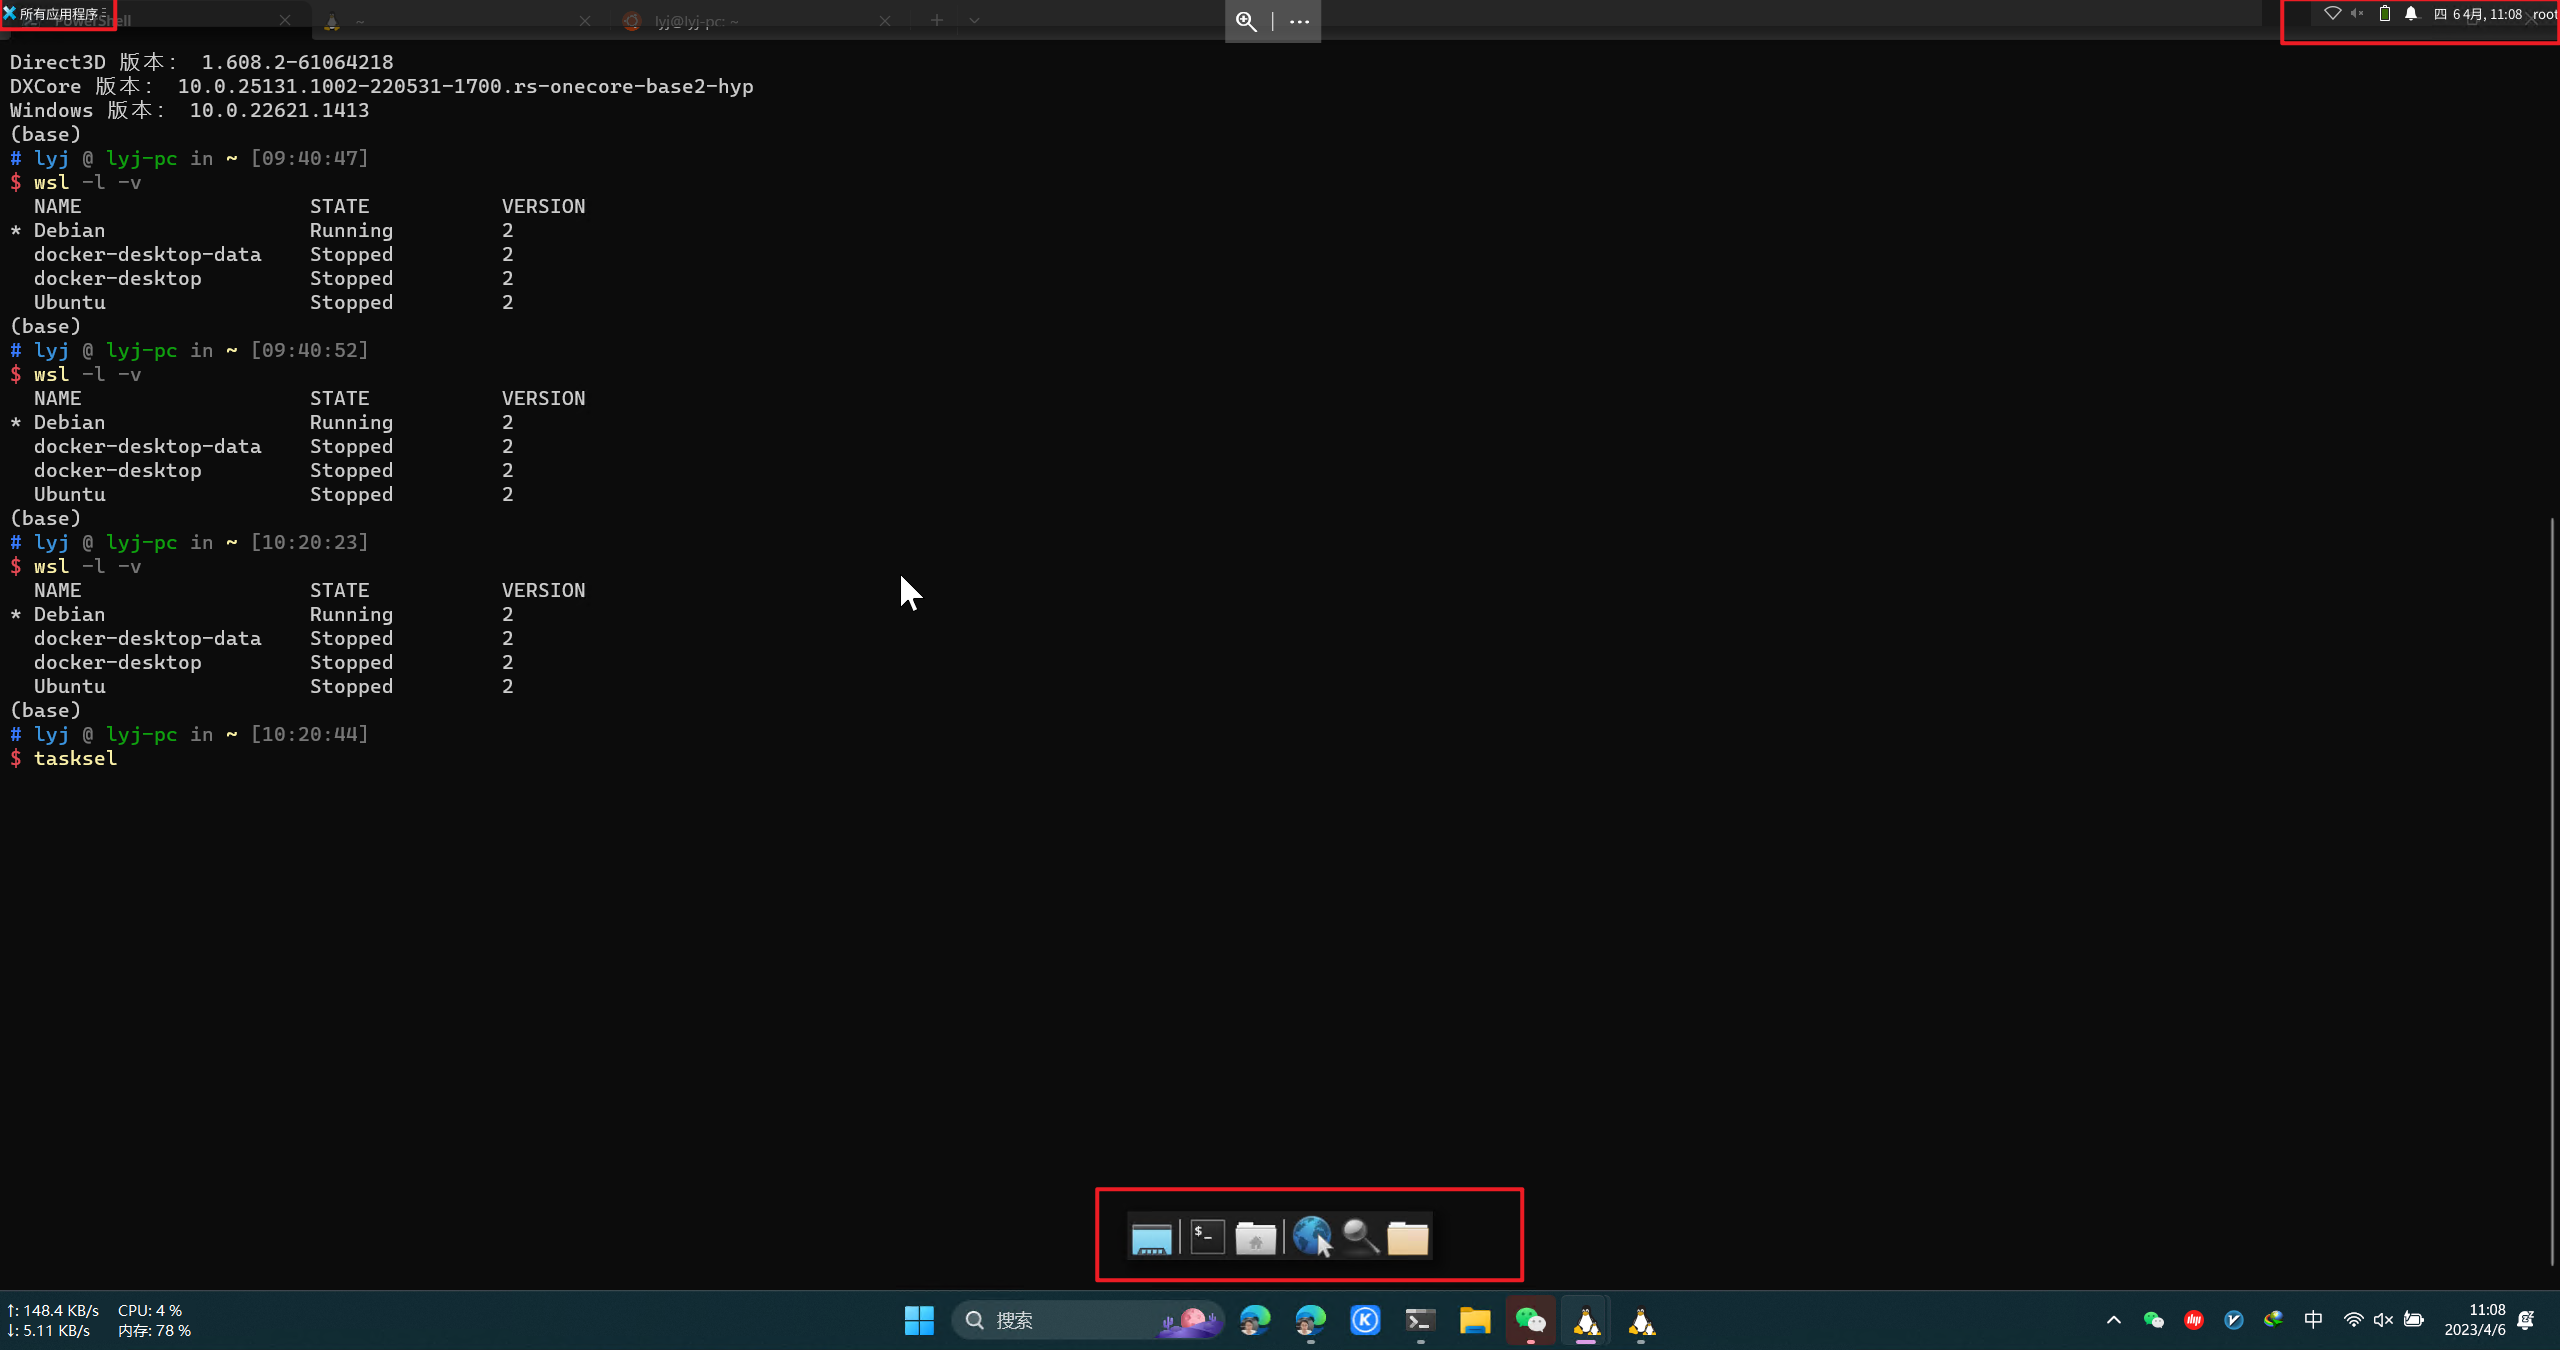 所有应用程序 PowerShell ~ lyj@lyj-pc: ~ 四 6 4月, 11:08 root
Direct3D 版本： 1.608.2-61064218
DXCore 版本： 10.0.25131.1002-220531-1700.rs-onecore-base2-hyp
Windows 版本： 10.0.22621.1413
(base)
# lyj @ lyj-pc in ~ [09:40:47]
$ wsl -l -v
NAME STATE VERSION
* Debian Running 2
docker-desktop-data Stopped 2
docker-desktop Stopped 2
Ubuntu Stopped 2
(base)
# lyj @ lyj-pc in ~ [09:40:52]
$ wsl -l -v
NAME STATE VERSION
* Debian Running 2
docker-desktop-data Stopped 2
docker-desktop Stopped 2
Ubuntu Stopped 2
(base)
# lyj @ lyj-pc in ~ [10:20:23]
$ wsl -l -v
NAME STATE VERSION
* Debian Running 2
docker-desktop-data Stopped 2
docker-desktop Stopped 2
Ubuntu Stopped 2
(base)
# lyj @ lyj-pc in ~ [10:20:44]
$ tasksel
$_
↑: 148.4 KB/s CPU: 4 %
↓: 5.11 KB/s 内存: 78 %
搜索
中
11:08
2023/4/6